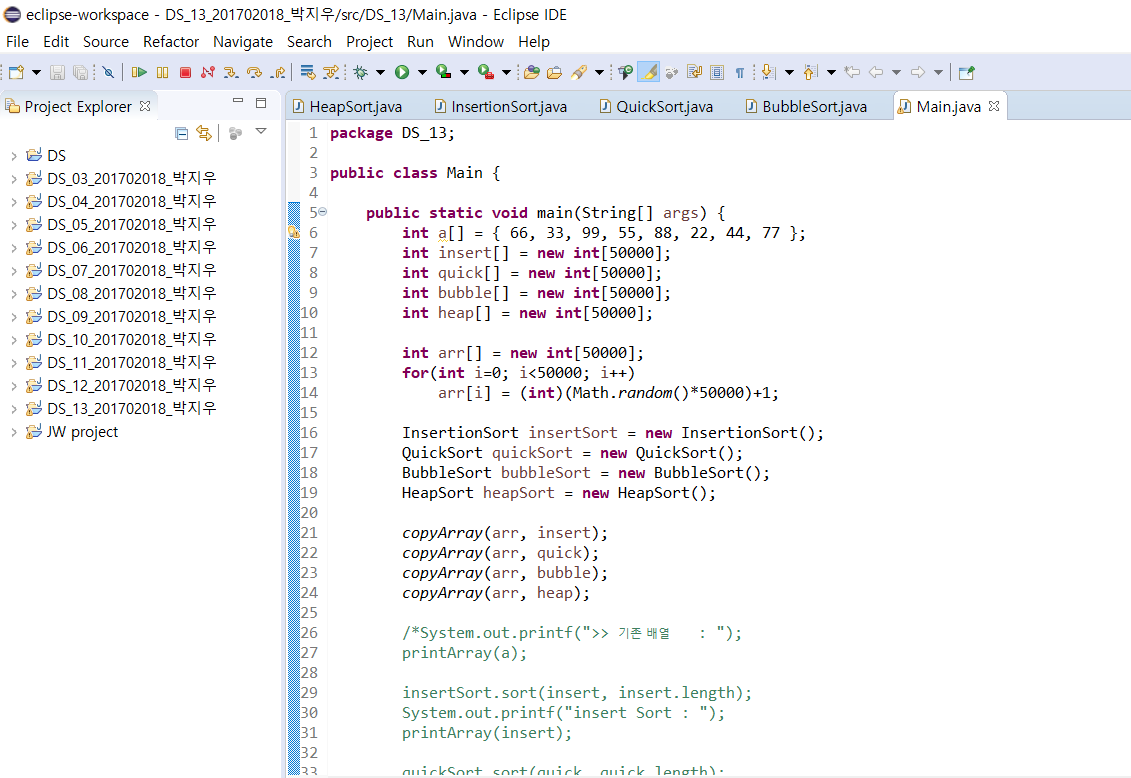 eclipse-workspace - DS_13_201702018_박지우/src/DS_13/Main.java - Eclipse IDE
File Edit Source Refactor Navigate Search Project Run Window Help
Project Explorer
HeapSort.java InsertionSort.java QuickSort.java BubbleSort.java Main.java
DS
DS_03_201702018_박지우
DS_04_201702018_박지우
DS_05_201702018_박지우
DS_06_201702018_박지우
DS_07_201702018_박지우
DS_08_201702018_박지우
DS_09_201702018_박지우
DS_10_201702018_박지우
DS_11_201702018_박지우
DS_12_201702018_박지우
DS_13_201702018_박지우
JW project
1 package DS_13;
2
3 public class Main {
4
5 public static void main(String[] args) {
6 int a[] = { 66, 33, 99, 55, 88, 22, 44, 77 };
7 int insert[] = new int[50000];
8 int quick[] = new int[50000];
9 int bubble[] = new int[50000];
10 int heap[] = new int[50000];
11
12 int arr[] = new int[50000];
13 for(int i=0; i<50000; i++)
14 arr[i] = (int)(Math.random()*50000)+1;
15
16 InsertionSort insertSort = new InsertionSort();
17 QuickSort quickSort = new QuickSort();
18 BubbleSort bubbleSort = new BubbleSort();
19 HeapSort heapSort = new HeapSort();
20
21 copyArray(arr, insert);
22 copyArray(arr, quick);
23 copyArray(arr, bubble);
24 copyArray(arr, heap);
25
26 /*System.out.printf(">> 기존 배열 : ");
27 printArray(a);
28
29 insertSort.sort(insert, insert.length);
30 System.out.printf("insert Sort : ");
31 printArray(insert);
32
33 quickSort.sort(quick, quick.length);